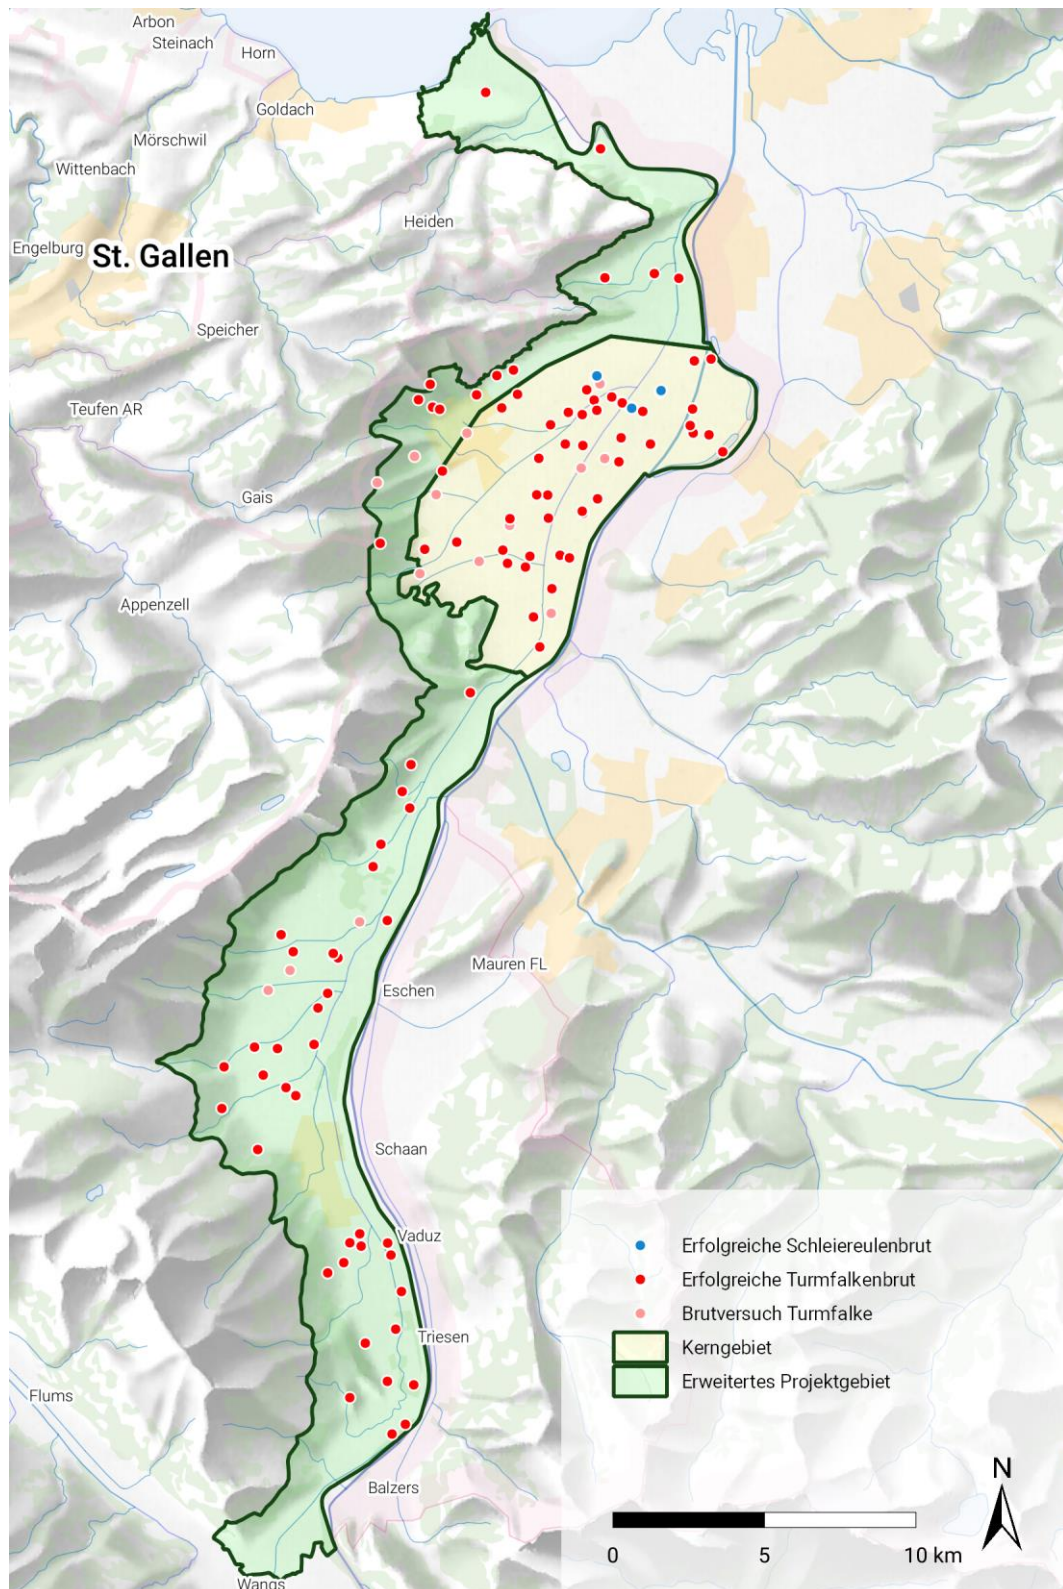 Arbon
Steinach
Horn
Goldach
Mörschwil
Wittenbach
Heiden
Engelburg
St. Gallen
Speicher
Teufen AR
Gais
Appenzell
Mauren FL
Eschen
Schaan
Vaduz
Triesen
Flums
Balzers
Wangs
Erfolgreiche Schleiereulenbrut
Erfolgreiche Turmfalkenbrut
Brutversuch Turmfalke
Kerngebiet
Erweitertes Projektgebiet
N
0 5 10 km